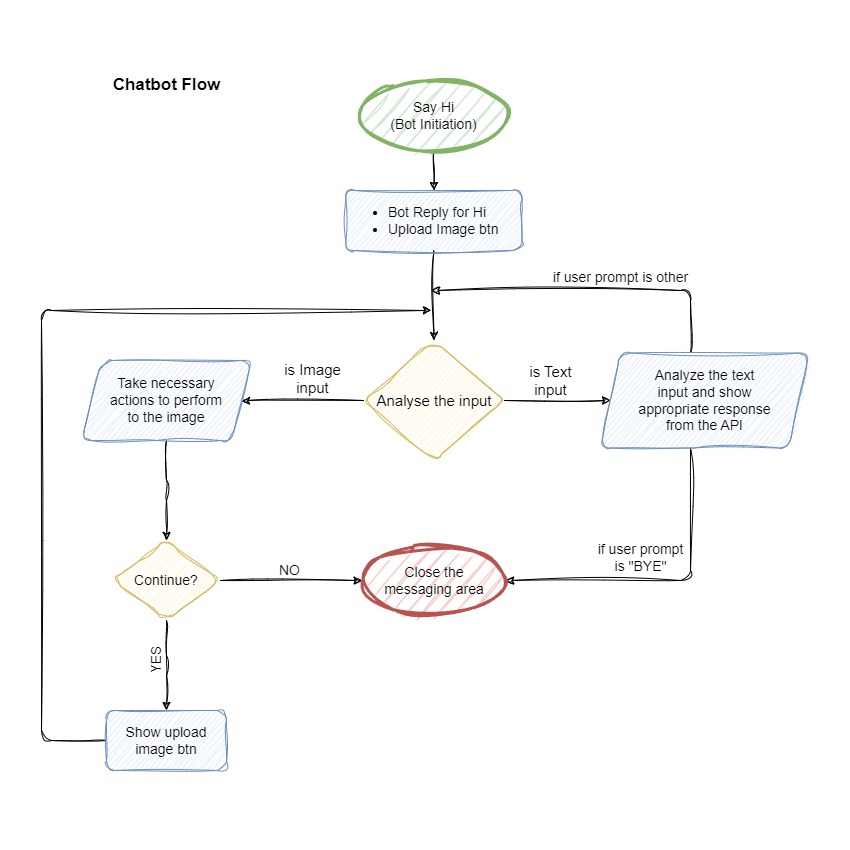 Chatbot Flow
Say Hi
(Bot Initiation)
• Bot Reply for Hi
• Upload Image btn
if user prompt is other
is Image
input
is Text
input
Take necessary
actions to perform
to the image
Analyse the input
Analyze the text
input and show
appropriate response
from the API
if user prompt
is "BYE"
Continue?
NO
Close the
messaging area
YES
Show upload
image btn